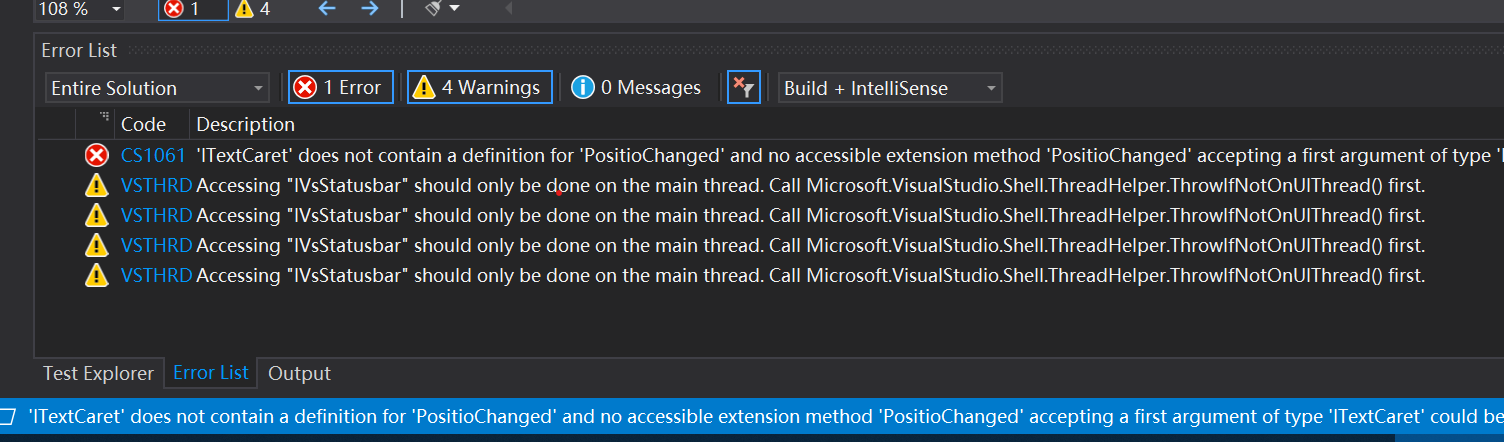 108 %
1
4
Error List
Entire Solution
1 Error
4 Warnings
0 Messages
Build + IntelliSense
Code Description
CS1061 'ITextCaret' does not contain a definition for 'PositioChanged' and no accessible extension method 'PositioChanged' accepting a first argument of type 'I
VSTHRD Accessing "IVsStatusbar" should only be done on the main thread. Call Microsoft.VisualStudio.Shell.ThreadHelper.ThrowIfNotOnUIThread() first.
VSTHRD Accessing "IVsStatusbar" should only be done on the main thread. Call Microsoft.VisualStudio.Shell.ThreadHelper.ThrowIfNotOnUIThread() first.
VSTHRD Accessing "IVsStatusbar" should only be done on the main thread. Call Microsoft.VisualStudio.Shell.ThreadHelper.ThrowIfNotOnUIThread() first.
VSTHRD Accessing "IVsStatusbar" should only be done on the main thread. Call Microsoft.VisualStudio.Shell.ThreadHelper.ThrowIfNotOnUIThread() first.
Test Explorer Error List Output
'ITextCaret' does not contain a definition for 'PositioChanged' and no accessible extension method 'PositioChanged' accepting a first argument of type 'ITextCaret' could be